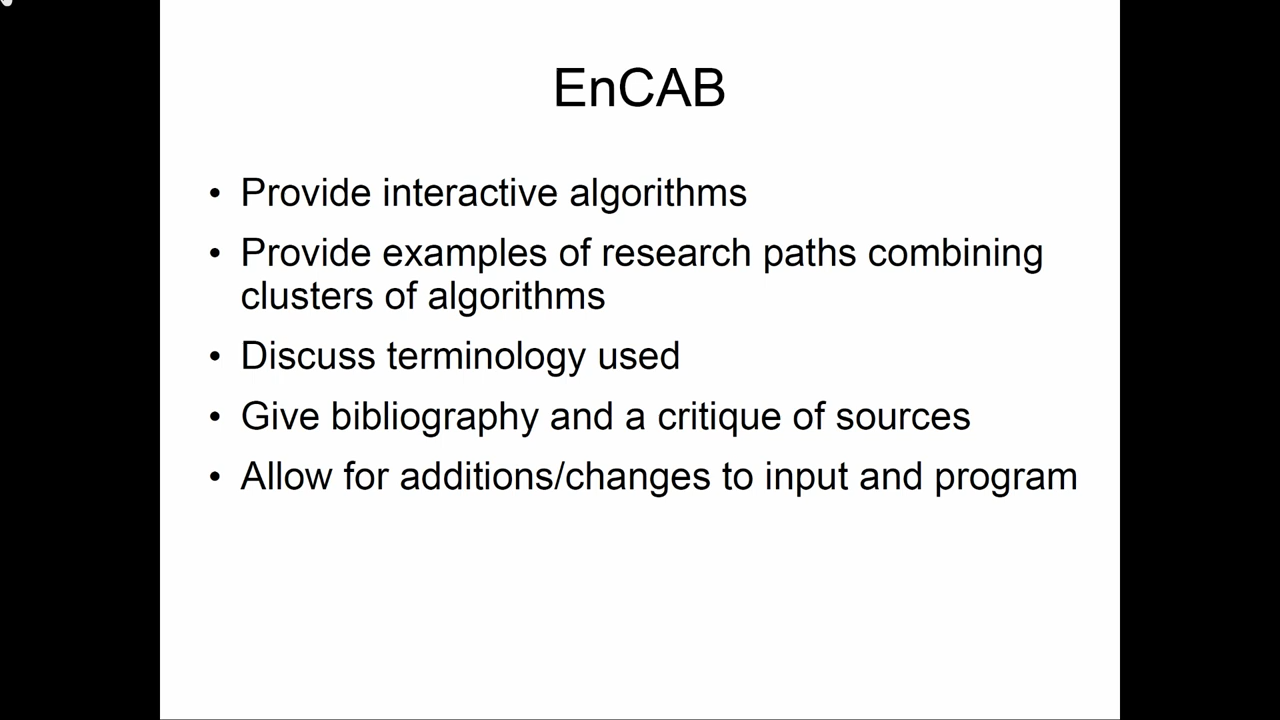 EnCAB
• Provide interactive algorithms
• Provide examples of research paths combining
clusters of algorithms
• Discuss terminology used
• Give bibliography and a critique of sources
• Allow for additions/changes to input and program